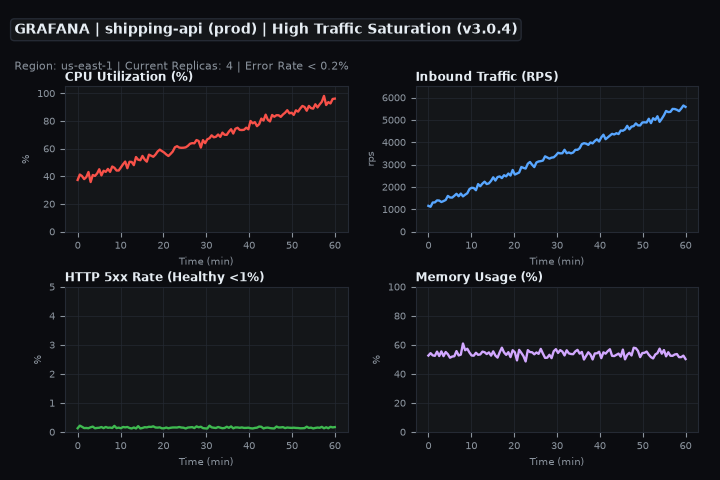 GRAFANA | shipping-api (prod) | High Traffic Saturation (v3.0.4)
Region: us-east-1 | Current Replicas: 4 | Error Rate < 0.2%
CPU Utilization (%)
100
80
60
40
20
0
%
0 10 20 30 40 50 60
Time (min)
Inbound Traffic (RPS)
6000
5000
4000
3000
2000
1000
0
rps
0 10 20 30 40 50 60
Time (min)
HTTP 5xx Rate (Healthy <1%)
5
4
3
2
1
0
%
0 10 20 30 40 50 60
Time (min)
Memory Usage (%)
100
80
60
40
20
0
%
0 10 20 30 40 50 60
Time (min)